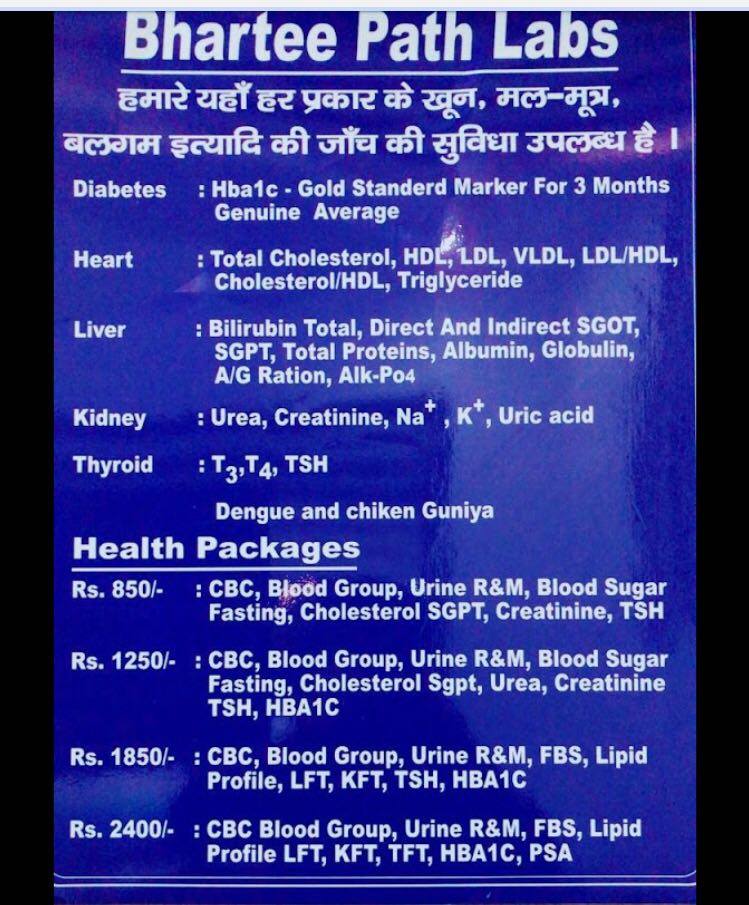 Bhartee Path Labs
हमारे यहाँ हर प्रकार के खून, मल-मूत्र,
बलगम इत्यादि की जाँच की सुविधा उपलब्ध है ।
Diabetes : Hba1c - Gold Standerd Marker For 3 Months
Genuine Average
Heart : Total Cholesterol, HDL, LDL, VLDL, LDL/HDL,
Cholesterol/HDL, Triglyceride
Liver : Bilirubin Total, Direct And Indirect SGOT,
SGPT, Total Proteins, Albumin, Globulin,
A/G Ration, Alk-Po4
Kidney : Urea, Creatinine, Na⁺ , K⁺, Uric acid
Thyroid : T₃,T₄, TSH
Dengue and chiken Guniya
Health Packages
Rs. 850/- : CBC, Blood Group, Urine R&M, Blood Sugar
Fasting, Cholesterol SGPT, Creatinine, TSH
Rs. 1250/- : CBC, Blood Group, Urine R&M, Blood Sugar
Fasting, Cholesterol Sgpt, Urea, Creatinine
TSH, HBA1C
Rs. 1850/- : CBC, Blood Group, Urine R&M, FBS, Lipid
Profile, LFT, KFT, TSH, HBA1C
Rs. 2400/- : CBC Blood Group, Urine R&M, FBS, Lipid
Profile LFT, KFT, TFT, HBA1C, PSA